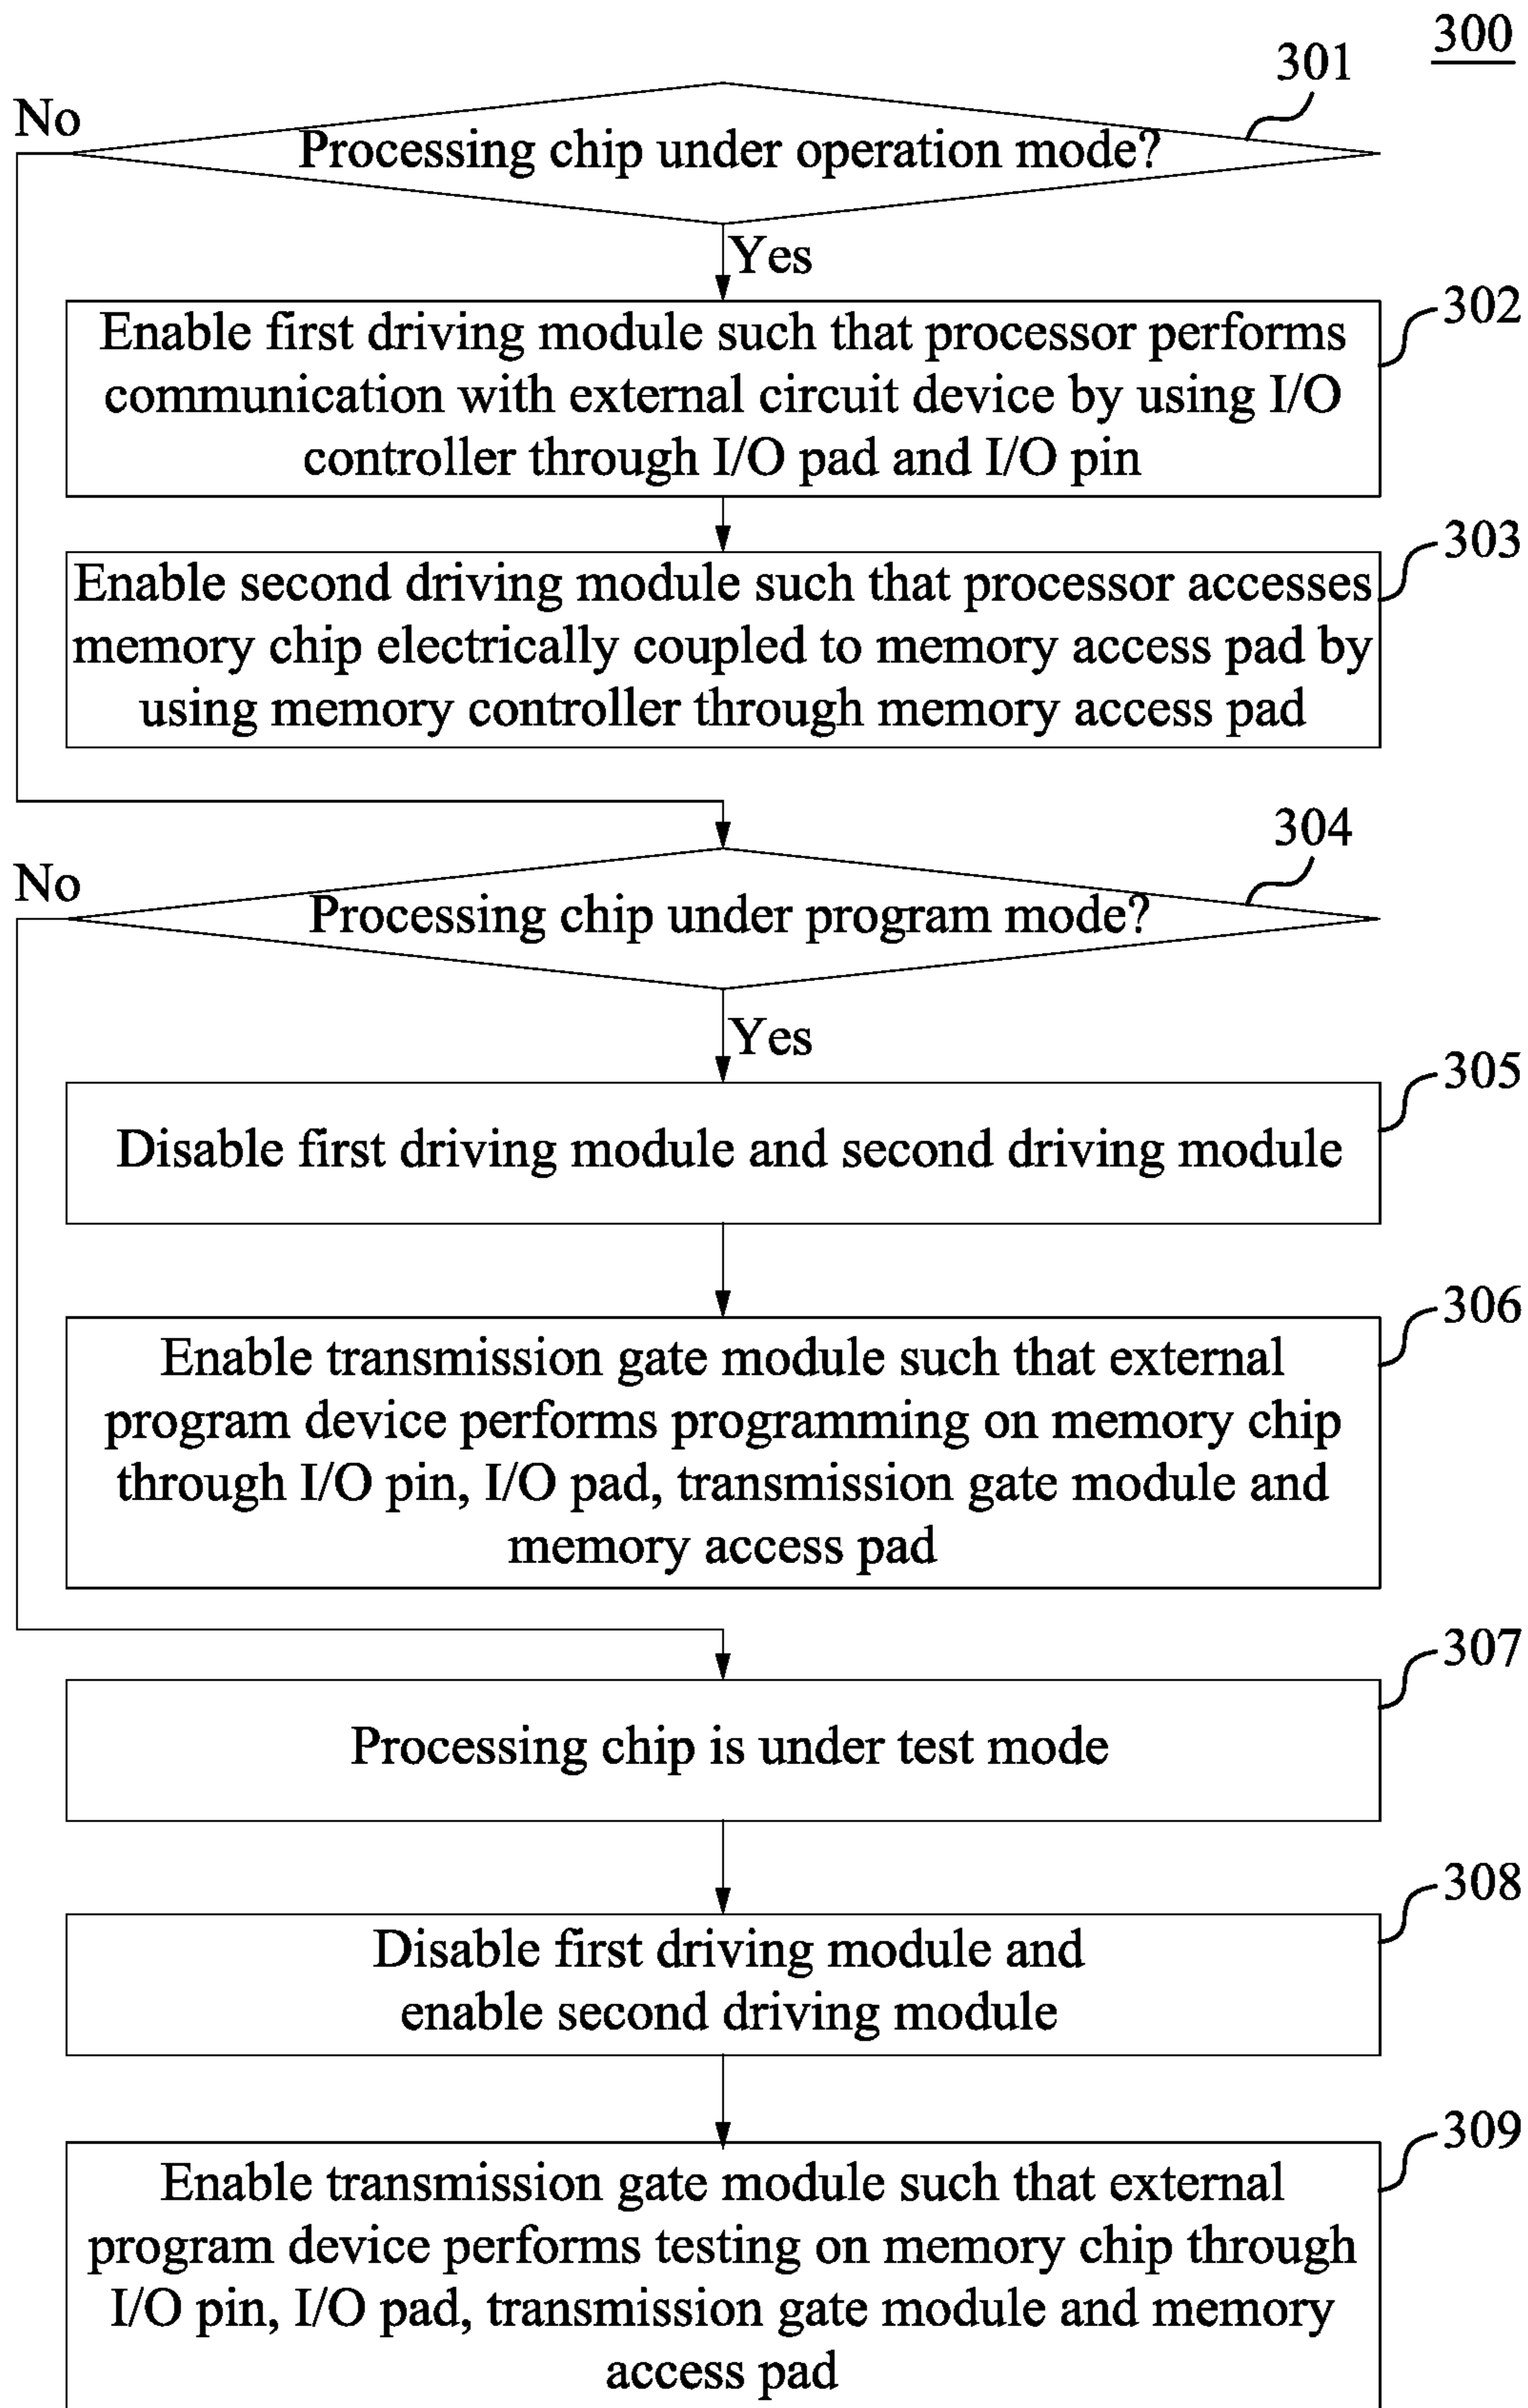 300
301
No
Processing chip under operation mode?
Yes
302
Enable first driving module such that processor performs
communication with external circuit device by using I/O
controller through I/O pad and I/O pin
303
Enable second driving module such that processor accesses
memory chip electrically coupled to memory access pad by
using memory controller through memory access pad
304
No
Processing chip under program mode?
Yes
305
Disable first driving module and second driving module
306
Enable transmission gate module such that external
program device performs programming on memory chip
through I/O pin, I/O pad, transmission gate module and
memory access pad
307
Processing chip is under test mode
308
Disable first driving module and
enable second driving module
309
Enable transmission gate module such that external
program device performs testing on memory chip through
I/O pin, I/O pad, transmission gate module and memory
access pad